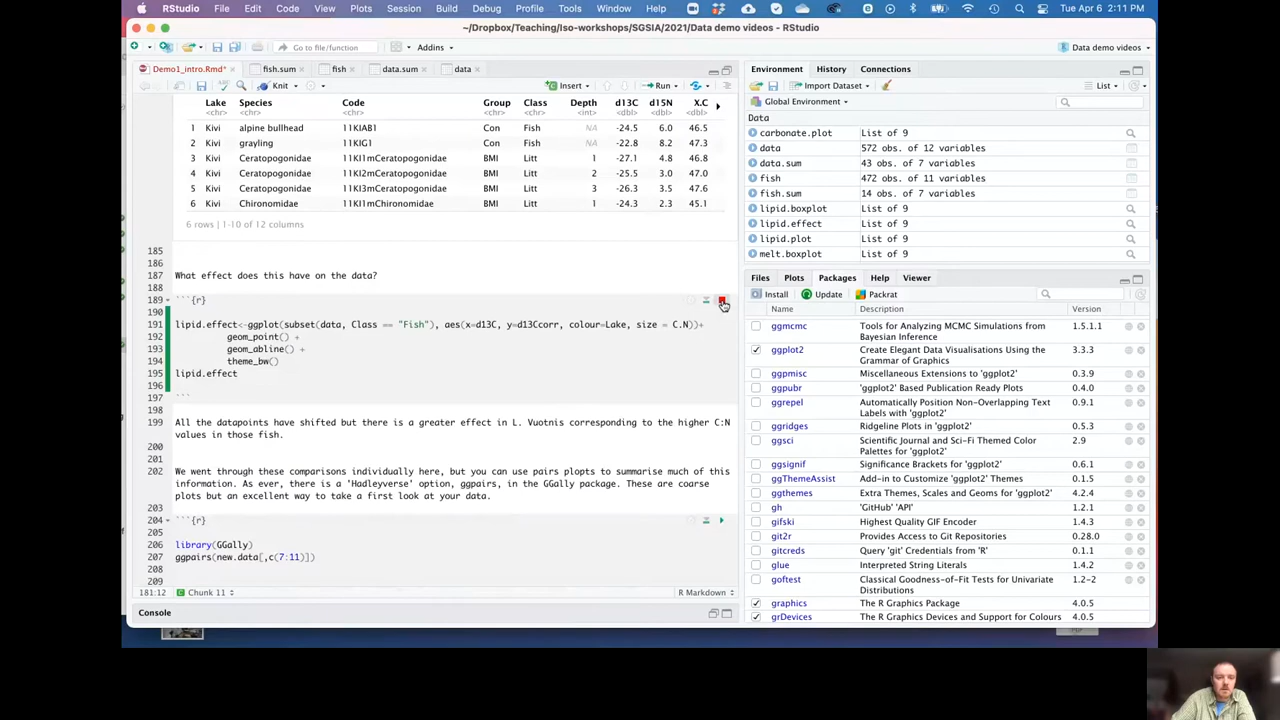 RStudio File Edit Code View Plots Session Build Debug Profile Tools Window Help Tue Apr 6 2:11 PM
~/Dropbox/Teaching/Iso-workshops/SGSIA/2021/Data demo videos - RStudio
Go to file/function Addins Data demo videos
Demo1_intro.Rmd* fish.sum fish data.sum data
Knit Insert Run
Lake Species Code Group Class Depth d13C d15N X.C
<chr> <chr> <chr> <chr> <chr> <int> <dbl> <dbl> <dbl>
1 Kivi alpine bullhead 11KIAB1 Con Fish NA -24.5 6.0 46.5
2 Kivi grayling 11KIG1 Con Fish NA -22.8 8.2 47.3
3 Kivi Ceratopogonidae 11KI1mCeratopogonidae BMI Litt 1 -27.1 4.8 46.8
4 Kivi Ceratopogonidae 11KI2mCeratopogonidae BMI Litt 2 -25.5 3.0 47.0
5 Kivi Ceratopogonidae 11KI3mCeratopogonidae BMI Litt 3 -26.3 3.5 47.6
6 Kivi Chironomidae 11KI1mChironomidae BMI Litt 1 -24.3 2.3 45.1
6 rows | 1-10 of 12 columns
185
186
187 What effect does this have on the data?
188
189 ```{r}
190
191 lipid.effect<-ggplot(subset(data, Class == "Fish"), aes(x=d13C, y=d13Ccorr, colour=Lake, size = C.N))+
192 geom_point() +
193 geom_abline() +
194 theme_bw()
195 lipid.effect
196
197 ```
198
199 All the datapoints have shifted but there is a greater effect in L. Vuotnis corresponding to the higher C:N
values in those fish.
200
201
202 We went through these comparisons individually here, but you can use pairs plopts to summarise much of this
information. As ever, there is a 'Hadleyverse' option, ggpairs, in the GGally package. These are coarse
plots but an excellent way to take a first look at your data.
203
204 ```{r}
205
206 library(GGally)
207 ggpairs(new.data[,c(7:11)])
208
209
181:12 Chunk 11 R Markdown
Console
Environment History Connections
Import Dataset List
Global Environment
Data
carbonate.plot List of 9
data 572 obs. of 12 variables
data.sum 43 obs. of 7 variables
fish 472 obs. of 11 variables
fish.sum 14 obs. of 7 variables
lipid.boxplot List of 9
lipid.effect List of 9
lipid.plot List of 9
melt.boxplot List of 9
Files Plots Packages Help Viewer
Install Update Packrat
Name Description Version
ggmcmc Tools for Analyzing MCMC Simulations from 1.5.1.1
Bayesian Inference
ggplot2 Create Elegant Data Visualisations Using the 3.3.3
Grammar of Graphics
ggpmisc Miscellaneous Extensions to 'ggplot2' 0.3.9
ggpubr 'ggplot2' Based Publication Ready Plots 0.4.0
ggrepel Automatically Position Non-Overlapping Text 0.9.1
Labels with 'ggplot2'
ggridges Ridgeline Plots in 'ggplot2' 0.5.3
ggsci Scientific Journal and Sci-Fi Themed Color 2.9
Palettes for 'ggplot2'
ggsignif Significance Brackets for 'ggplot2' 0.6.1
ggThemeAssist Add-in to Customize 'ggplot2' Themes 0.1.5
ggthemes Extra Themes, Scales and Geoms for 'ggplot2' 4.2.4
gh 'GitHub' 'API' 1.2.1
gifski Highest Quality GIF Encoder 1.4.3
git2r Provides Access to Git Repositories 0.28.0
gitcreds Query 'git' Credentials from 'R' 0.1.1
glue Interpreted String Literals 1.4.2
goftest Classical Goodness-of-Fit Tests for Univariate 1.2-2
Distributions
graphics The R Graphics Package 4.0.5
grDevices The R Graphics Devices and Support for Colours 4.0.5